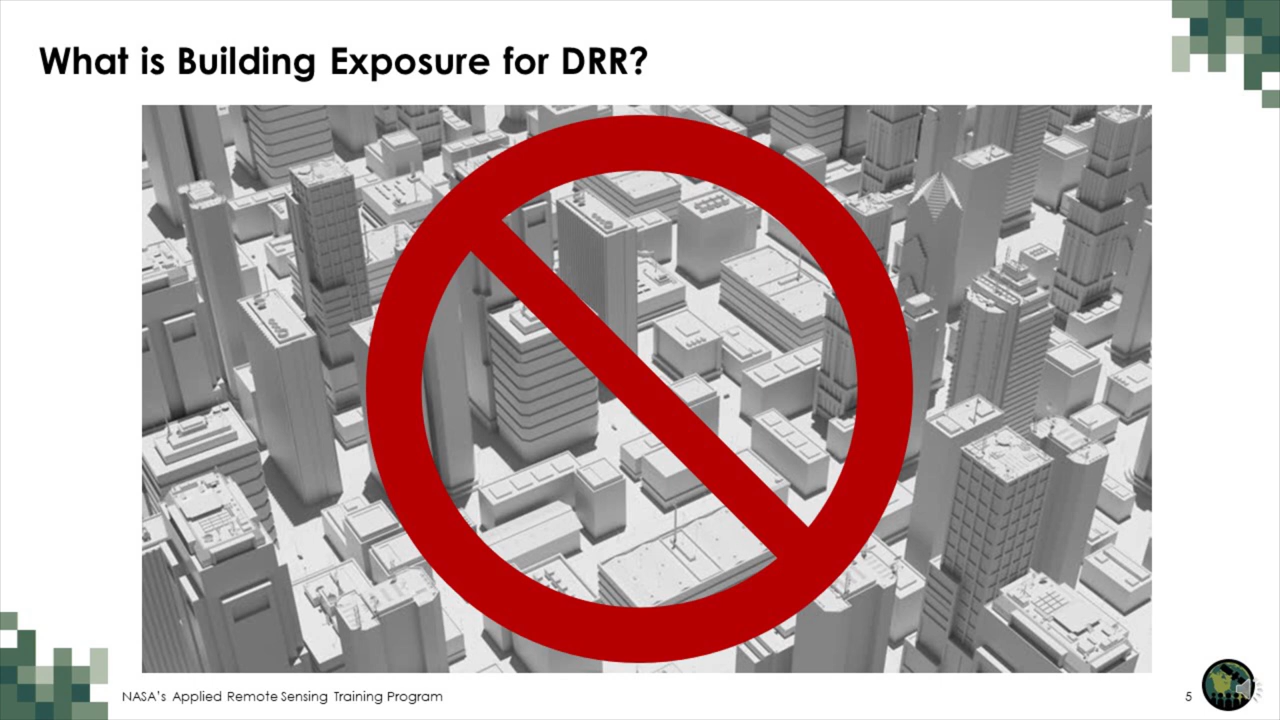 What is Building Exposure for DRR?
NASA's Applied Remote Sensing Training Program
5